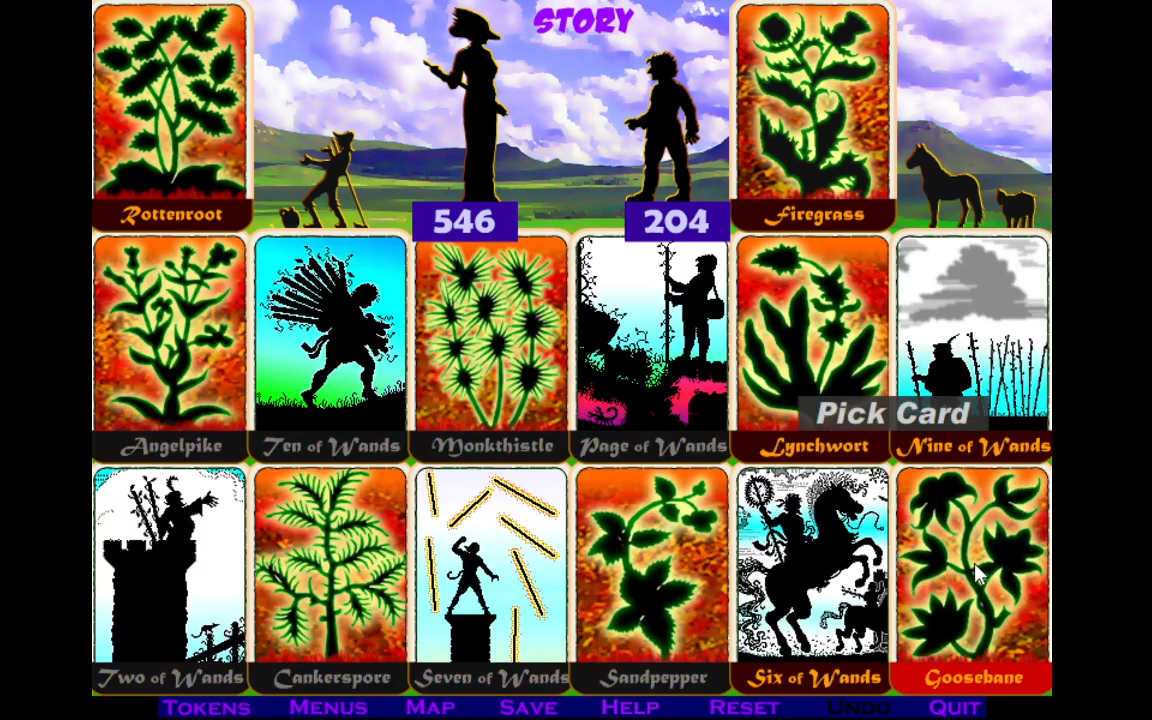 STORY
Rottenroot
Firegrass
546
204
Angelpike
Ten of Wands
Monkthistle
Page of Wands
Lynchwort
Nine of Wands
Pick Card
Two of Wands
Cankerspore
Seven of Wands
Sandpepper
Six of Wands
Goosebane
TOKENS MENUS MAP SAVE HELP RESET UNDO QUIT